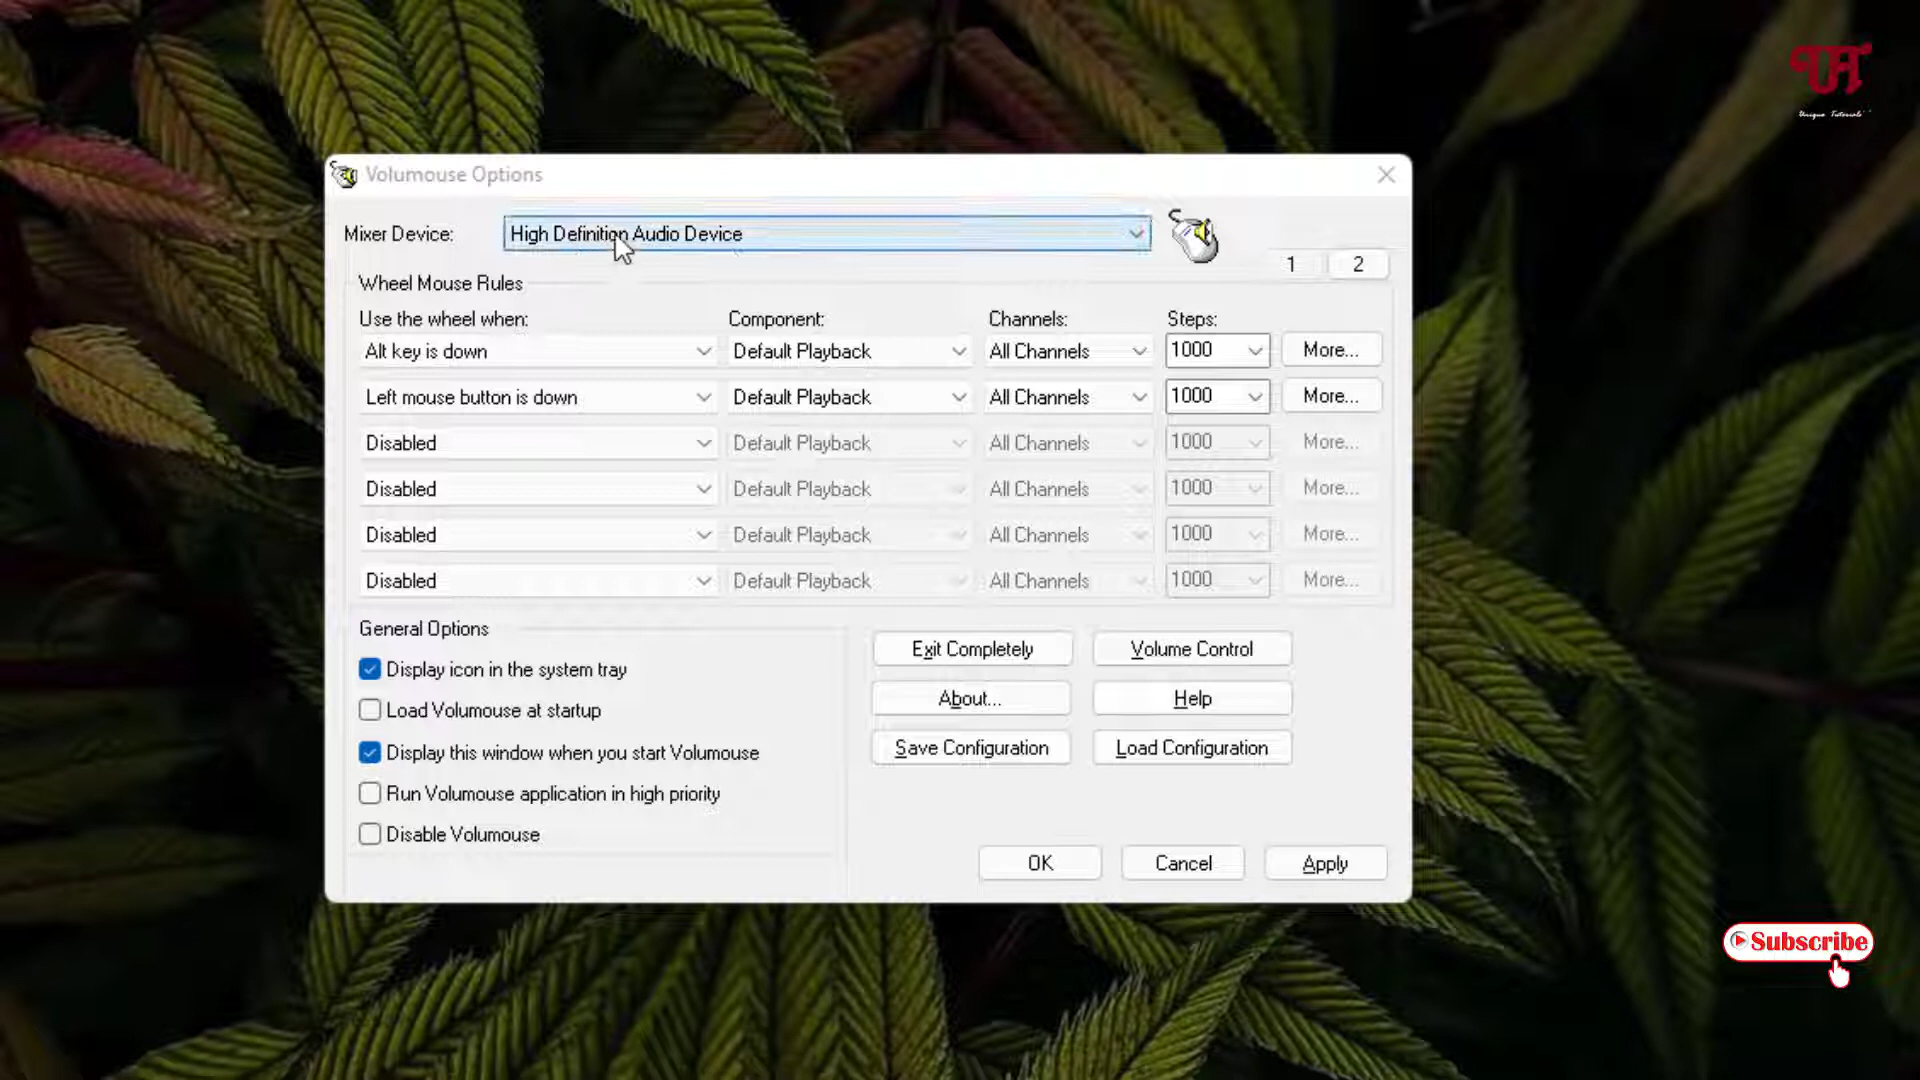 UA
Unique Tutorials
Volumouse Options
Mixer Device: High Definition Audio Device
1 2
Wheel Mouse Rules
Use the wheel when: Component: Channels: Steps:
Alt key is down Default Playback All Channels 1000 More...
Left mouse button is down Default Playback All Channels 1000 More...
Disabled Default Playback All Channels 1000 More...
Disabled Default Playback All Channels 1000 More...
Disabled Default Playback All Channels 1000 More...
Disabled Default Playback All Channels 1000 More...
General Options
Display icon in the system tray
Load Volumouse at startup
Display this window when you start Volumouse
Run Volumouse application in high priority
Disable Volumouse
Exit Completely Volume Control
About... Help
Save Configuration Load Configuration
OK Cancel Apply
Subscribe